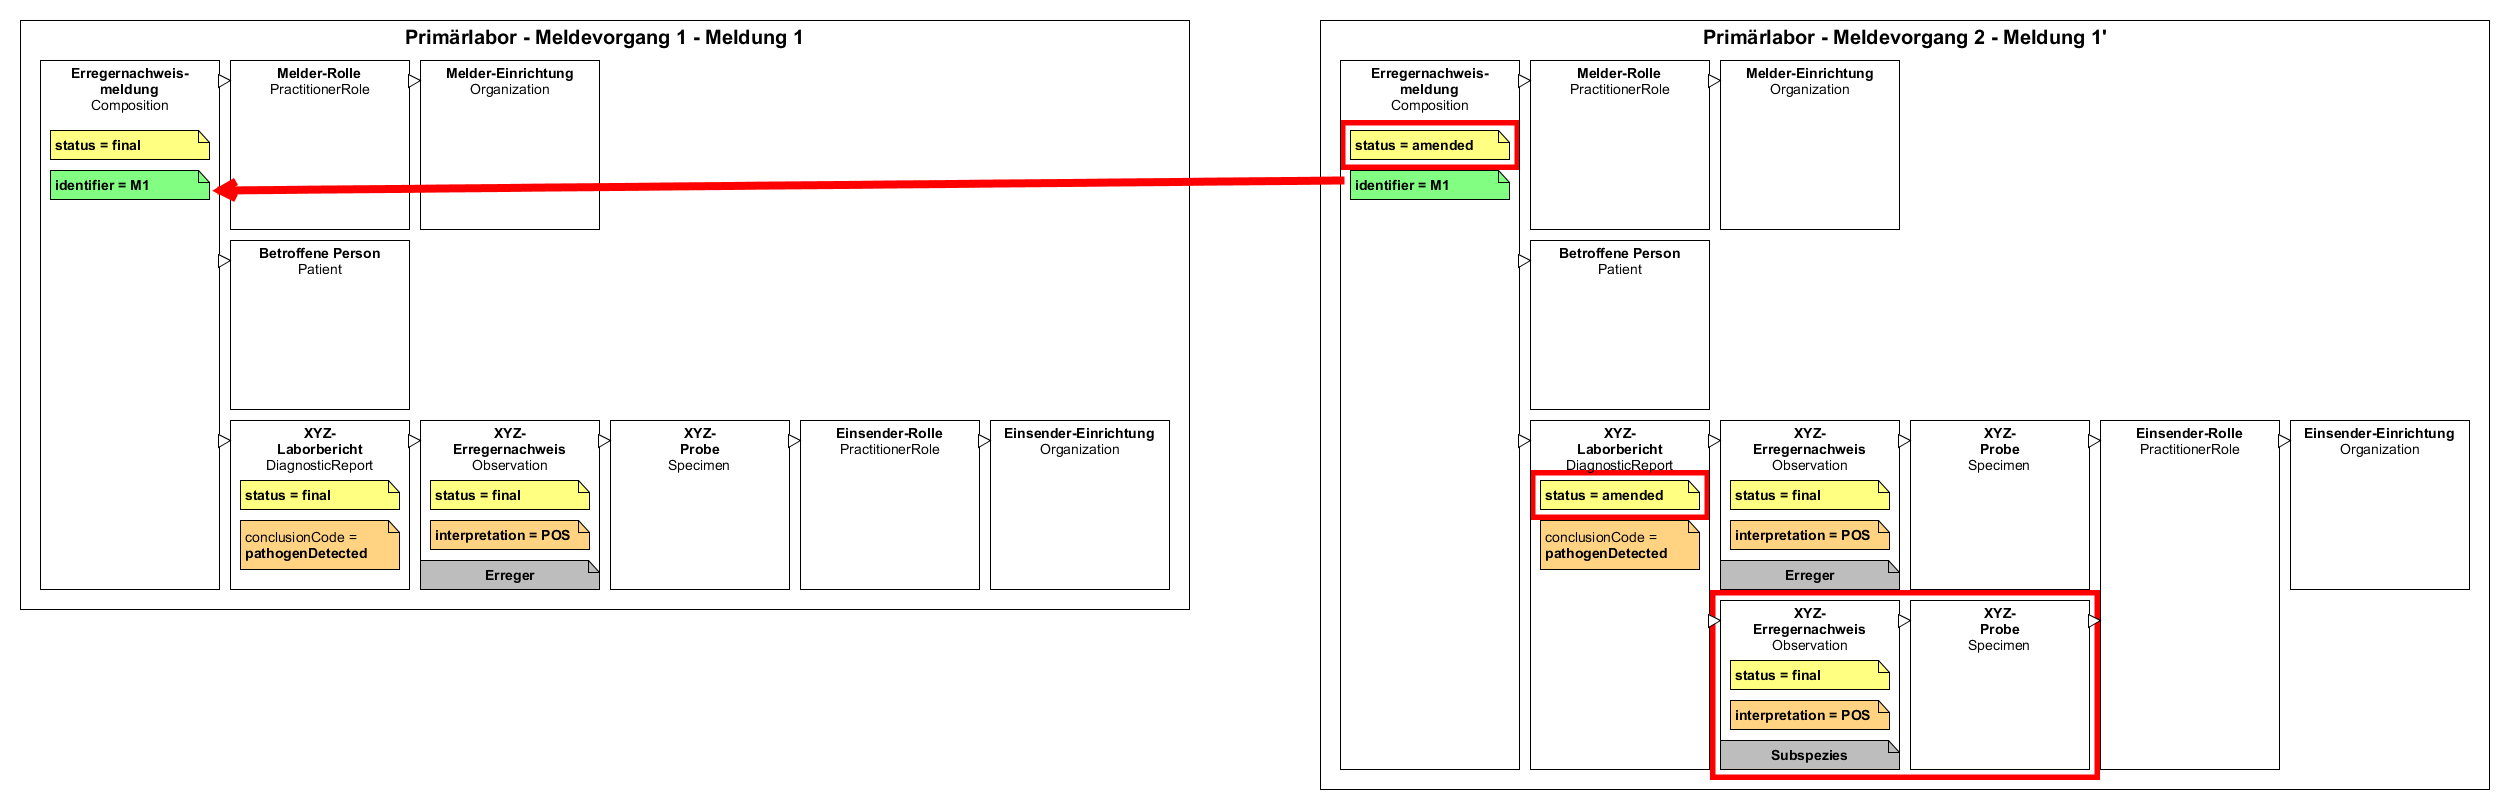 Primärlabor - Meldevorgang 1 - Meldung 1
Erregernachweis-
meldung
Composition
status = final
identifier = M1
Melder-Rolle
PractitionerRole
Melder-Einrichtung
Organization
Betroffene Person
Patient
XYZ-
Laborbericht
DiagnosticReport
status = final
conclusionCode =
pathogenDetected
XYZ-
Erregernachweis
Observation
status = final
interpretation = POS
Erreger
XYZ-
Probe
Specimen
Einsender-Rolle
PractitionerRole
Einsender-Einrichtung
Organization
Primärlabor - Meldevorgang 2 - Meldung 1'
Erregernachweis-
meldung
Composition
status = amended
identifier = M1
Melder-Rolle
PractitionerRole
Melder-Einrichtung
Organization
Betroffene Person
Patient
XYZ-
Laborbericht
DiagnosticReport
status = amended
conclusionCode =
pathogenDetected
XYZ-
Erregernachweis
Observation
status = final
interpretation = POS
Erreger
XYZ-
Probe
Specimen
Einsender-Rolle
PractitionerRole
Einsender-Einrichtung
Organization
XYZ-
Erregernachweis
Observation
status = final
interpretation = POS
Subspezies
XYZ-
Probe
Specimen